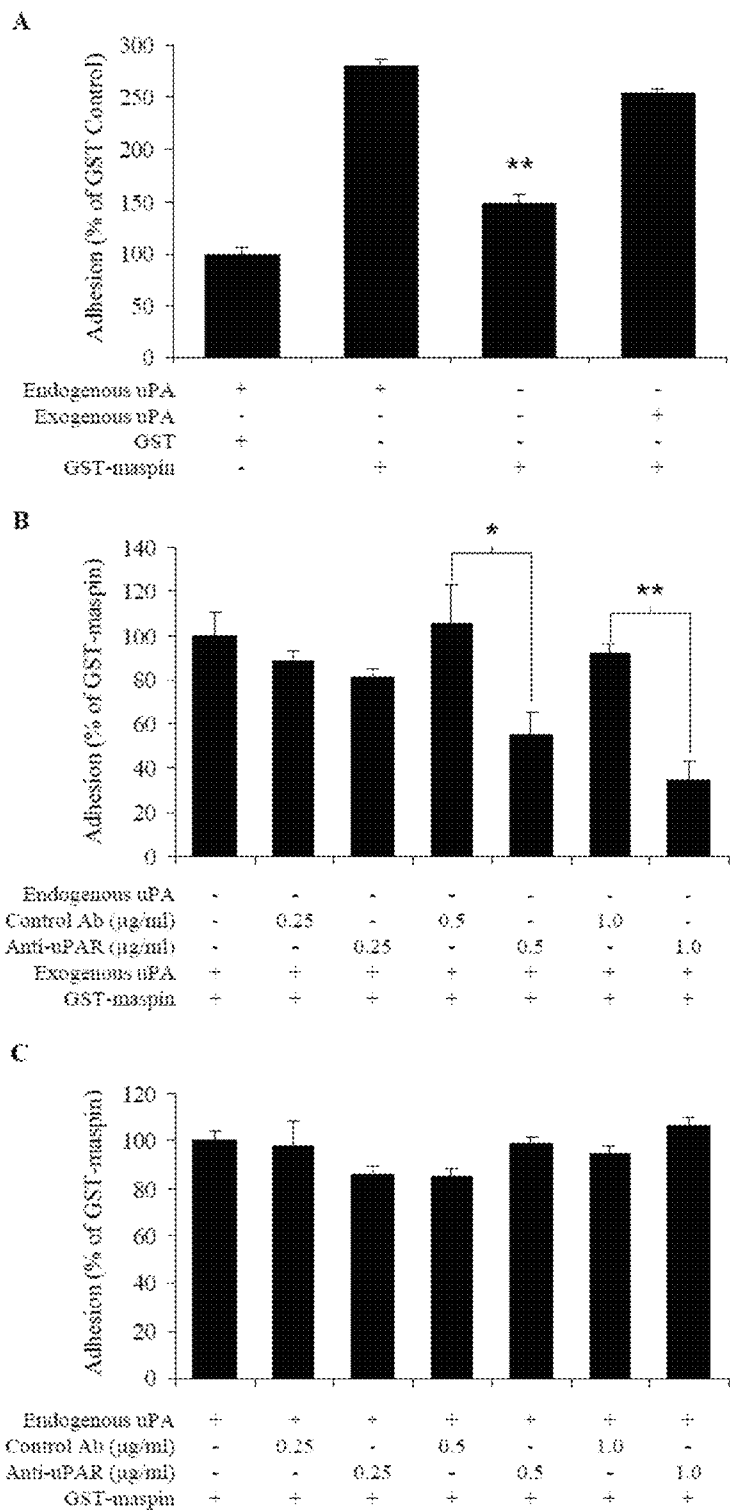 A
Adhesion (% of GST Control)
300
250
200
150
100
50
0
**
Endogenous uPA + + - -
Exogenous uPA - - - +
GST + - - -
GST-maspin - + + +
B
Adhesion (% of GST-maspin)
140
120
100
80
60
40
20
0
*
**
Endogenous uPA - - - - - - -
Control Ab (µg/ml) - 0.25 - 0.5 - 1.0 -
Anti-uPAR (µg/ml) - - 0.25 - 0.5 - 1.0
Exogenous uPA + + + + + + +
GST-maspin + + + + + + +
C
Adhesion (% of GST-maspin)
120
100
80
60
40
20
0
Endogenous uPA + + + + + + +
Control Ab (µg/ml) - 0.25 - 0.5 - 1.0 -
Anti-uPAR (µg/ml) - - 0.25 - 0.5 - 1.0
GST-maspin + + + + + + +